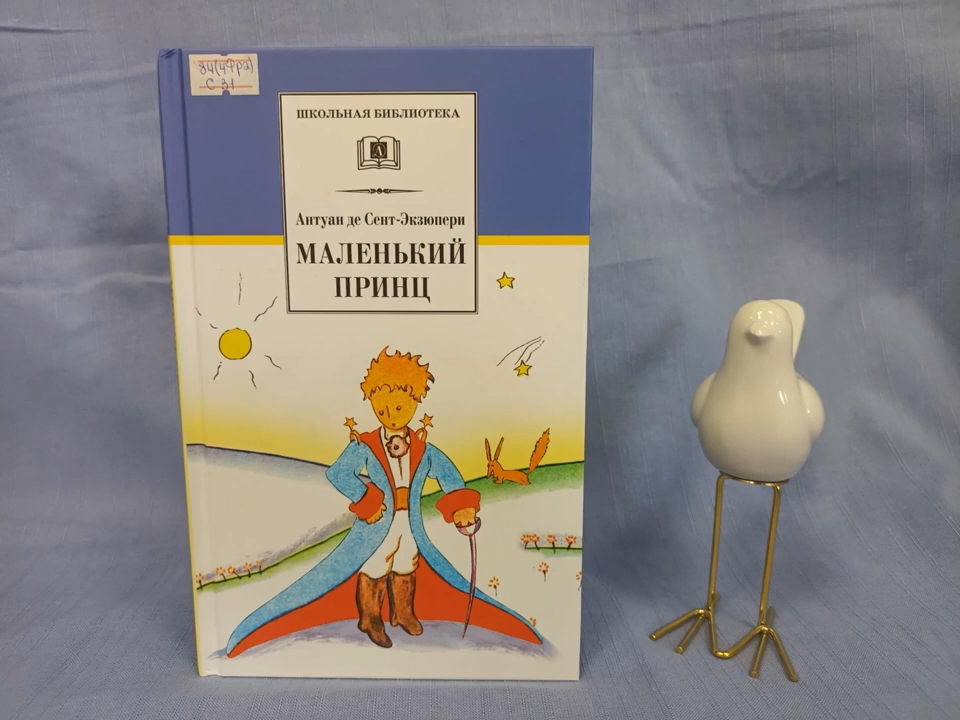 84(4Фра)
С 31
ШКОЛЬНАЯ БИБЛИОТЕКА
Антуан де Сент-Экзюпери
МАЛЕНЬКИЙ
ПРИНЦ